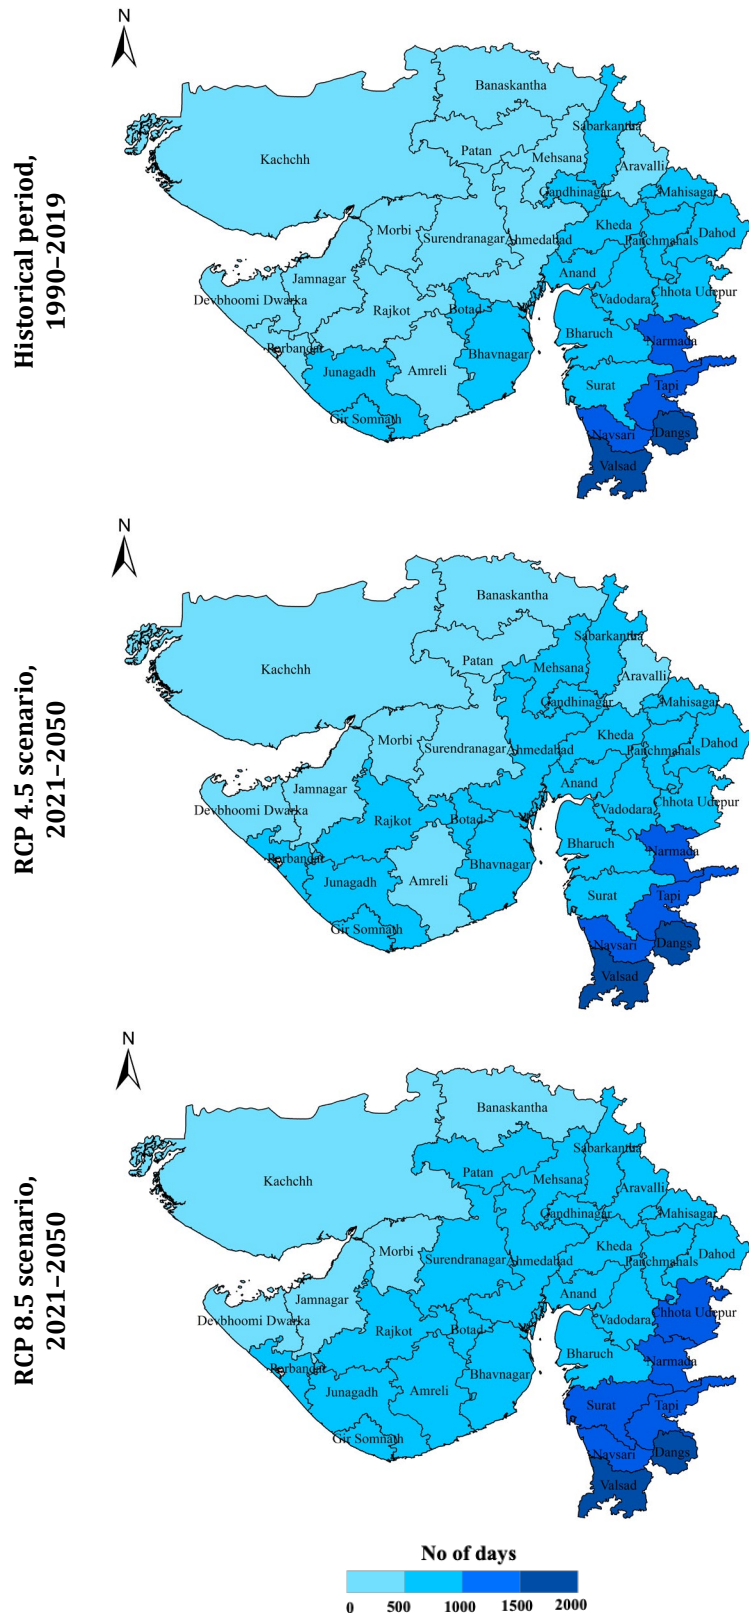 N
Historical period,
1990–2019
Banaskantha
Sabarkantha
Patan
Mehsana
Aravalli
Kachchh
Gandhinagar
Mahisagar
Kheda
Morbi
Surendranagar
Ahmedabad
Panchmahals
Dahod
Jamnagar
Anand
Devbhoomi Dwarka
Vadodara
Chhota Udepur
Rajkot
Botad
Bharuch
Narmada
Porbandar
Bhavnagar
Junagadh
Amreli
Surat
Tapi
Gir Somnath
Navsari
Dangs
Valsad
N
RCP 4.5 scenario,
2021–2050
Banaskantha
Sabarkantha
Patan
Mehsana
Aravalli
Kachchh
Gandhinagar
Mahisagar
Kheda
Morbi
Surendranagar
Ahmedabad
Panchmahals
Dahod
Jamnagar
Anand
Devbhoomi Dwarka
Vadodara
Chhota Udepur
Rajkot
Botad
Bharuch
Narmada
Porbandar
Bhavnagar
Junagadh
Amreli
Surat
Tapi
Gir Somnath
Navsari
Dangs
Valsad
N
RCP 8.5 scenario,
2021–2050
Banaskantha
Sabarkantha
Patan
Mehsana
Aravalli
Kachchh
Gandhinagar
Mahisagar
Kheda
Morbi
Surendranagar
Ahmedabad
Panchmahals
Dahod
Jamnagar
Anand
Devbhoomi Dwarka
Vadodara
Chhota Udepur
Rajkot
Botad
Bharuch
Narmada
Porbandar
Bhavnagar
Junagadh
Amreli
Surat
Tapi
Gir Somnath
Navsari
Dangs
Valsad
No of days
0 500 1000 1500 2000